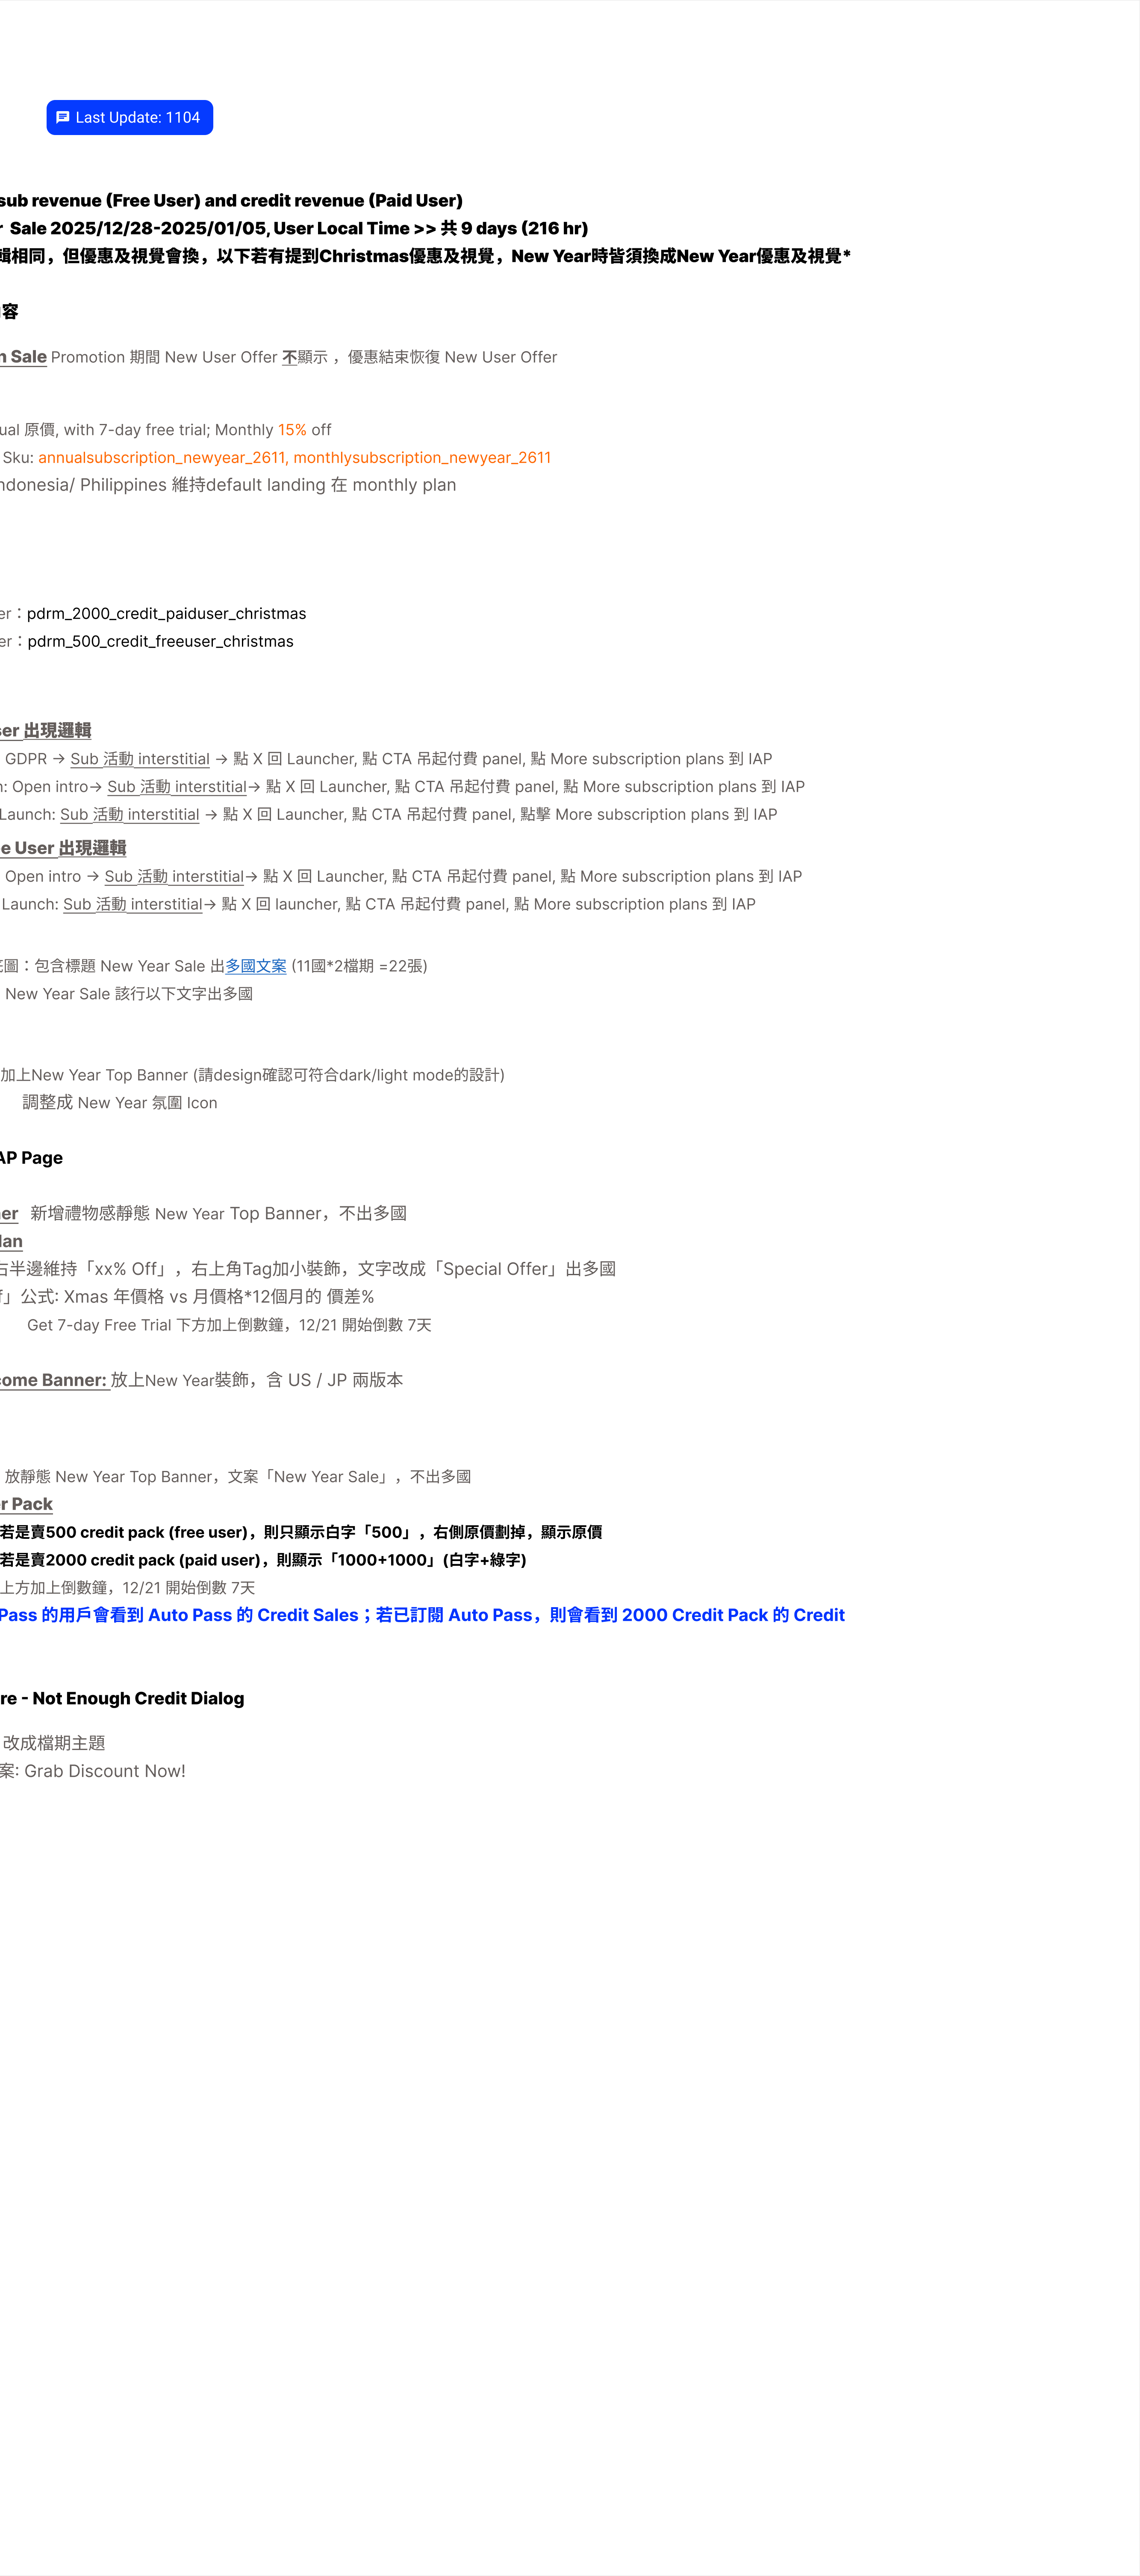 Last Update: 1104
sub revenue (Free User) and credit revenue (Paid User)
Sale 2025/12/28-2025/01/05, User Local Time >> 共 9 days (216 hr)
輯相同，但優惠及視覺會換，以下若有提到Christmas優惠及視覺，New Year時皆須換成New Year優惠及視覺*
容
n Sale Promotion 期間 New User Offer 不顯示 ，優惠結束恢復 New User Offer
ual 原價, with 7-day free trial; Monthly 15% off
Sku: annualsubscription_newyear_2611, monthlysubscription_newyear_2611
ndonesia/ Philippines 維持default landing 在 monthly plan
er：pdrm_2000_credit_paiduser_christmas
er：pdrm_500_credit_freeuser_christmas
ser 出現邏輯
GDPR → Sub 活動 interstitial → 點 X 回 Launcher, 點 CTA 吊起付費 panel, 點 More subscription plans 到 IAP
n: Open intro→ Sub 活動 interstitial→ 點 X 回 Launcher, 點 CTA 吊起付費 panel, 點 More subscription plans 到 IAP
Launch: Sub 活動 interstitial → 點 X 回 Launcher, 點 CTA 吊起付費 panel, 點擊 More subscription plans 到 IAP
e User 出現邏輯
Open intro → Sub 活動 interstitial→ 點 X 回 Launcher, 點 CTA 吊起付費 panel, 點 More subscription plans 到 IAP
Launch: Sub 活動 interstitial→ 點 X 回 launcher, 點 CTA 吊起付費 panel, 點 More subscription plans 到 IAP
底圖：包含標題 New Year Sale 出多國文案 (11國*2檔期 =22張)
New Year Sale 該行以下文字出多國
加上New Year Top Banner (請design確認可符合dark/light mode的設計)
調整成 New Year 氛圍 Icon
AP Page
ner 新增禮物感靜態 New Year Top Banner，不出多國
lan
右半邊維持「xx% Off」，右上角Tag加小裝飾，文字改成「Special Offer」出多國
f」公式: Xmas 年價格 vs 月價格*12個月的 價差%
Get 7-day Free Trial 下方加上倒數鐘，12/21 開始倒數 7天
come Banner: 放上New Year裝飾，含 US / JP 兩版本
放靜態 New Year Top Banner，文案「New Year Sale」，不出多國
r Pack
若是賣500 credit pack (free user)，則只顯示白字「500」，右側原價劃掉，顯示原價
若是賣2000 credit pack (paid user)，則顯示「1000+1000」(白字+綠字)
上方加上倒數鐘，12/21 開始倒數 7天
Pass 的用戶會看到 Auto Pass 的 Credit Sales；若已訂閱 Auto Pass，則會看到 2000 Credit Pack 的 Credit
re - Not Enough Credit Dialog
改成檔期主題
案: Grab Discount Now!